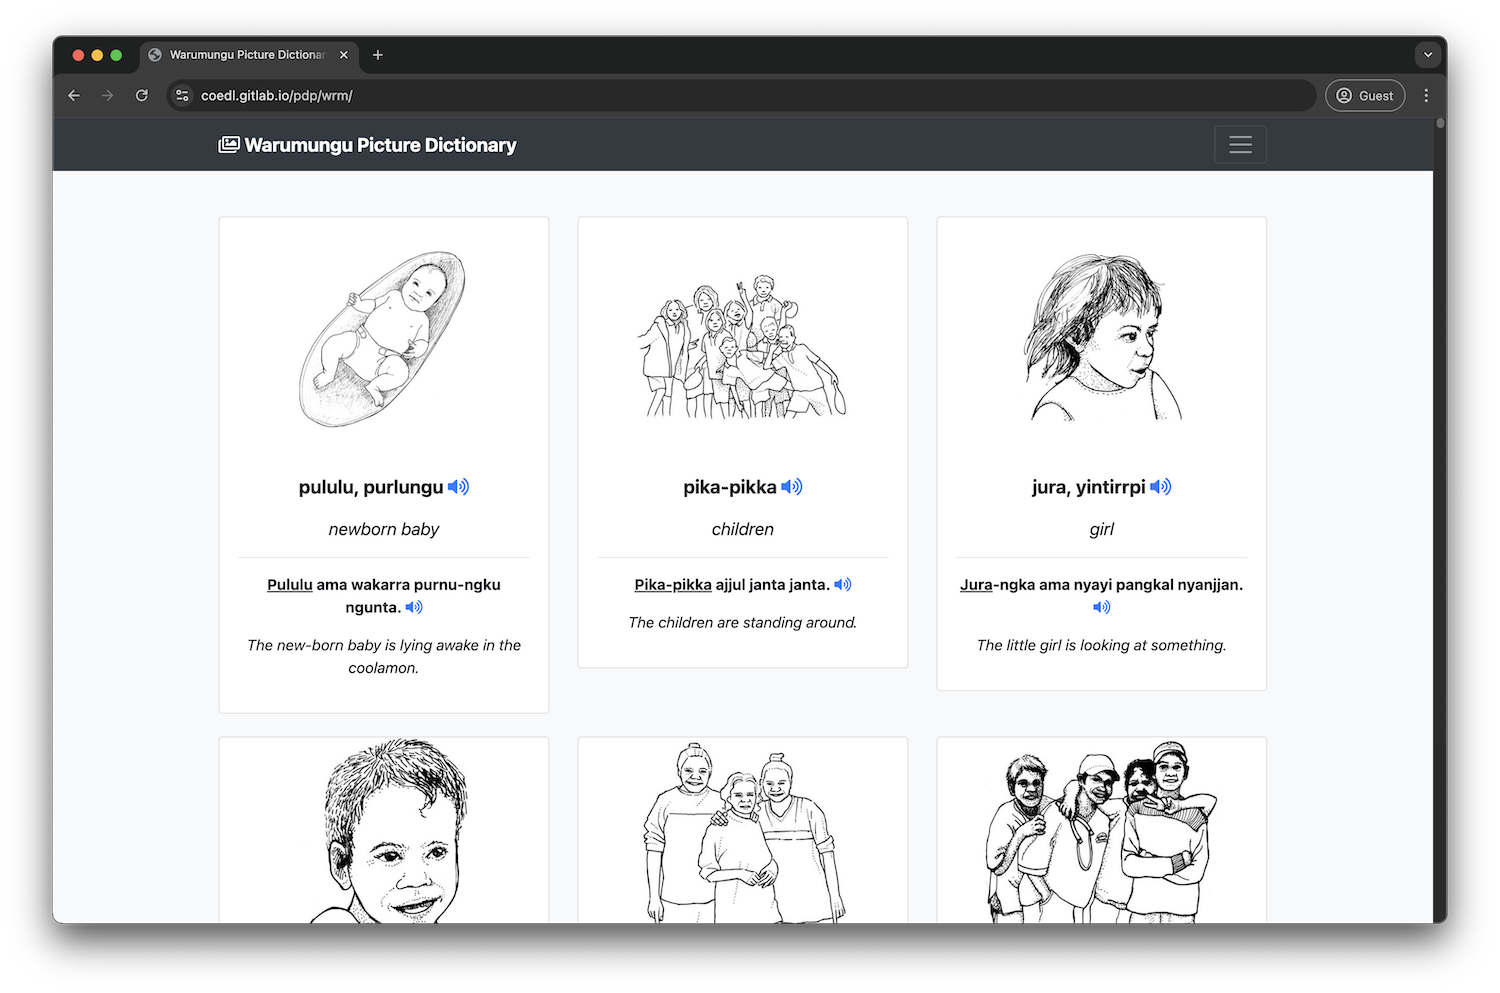 Warumungu Picture Dictionar
coedl.gitlab.io/pdp/wrm/
Guest
Warumungu Picture Dictionary
pululu, purlungu
newborn baby
Pululu ama wakarra purnu-ngku
ngunta.
The new-born baby is lying awake in the
coolamon.
pika-pikka
children
Pika-pikka ajjul janta janta.
The children are standing around.
jura, yintirrpi
girl
Jura-ngka ama nyayi pangkal nyanjjan.
The little girl is looking at something.